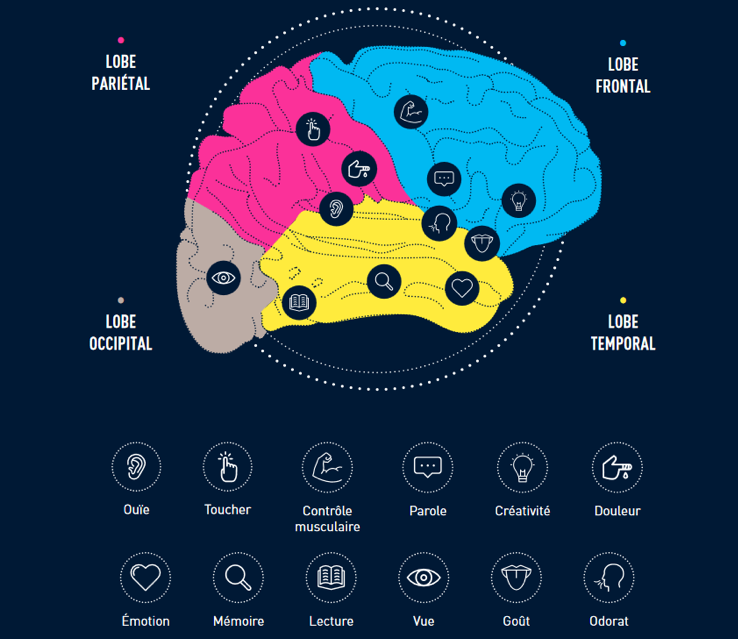 LOBE
PARIÉTAL
LOBE
FRONTAL
LOBE
OCCIPITAL
LOBE
TEMPORAL
Ouïe
Toucher
Contrôle
musculaire
Parole
Créativité
Douleur
Émotion
Mémoire
Lecture
Vue
Goût
Odorat